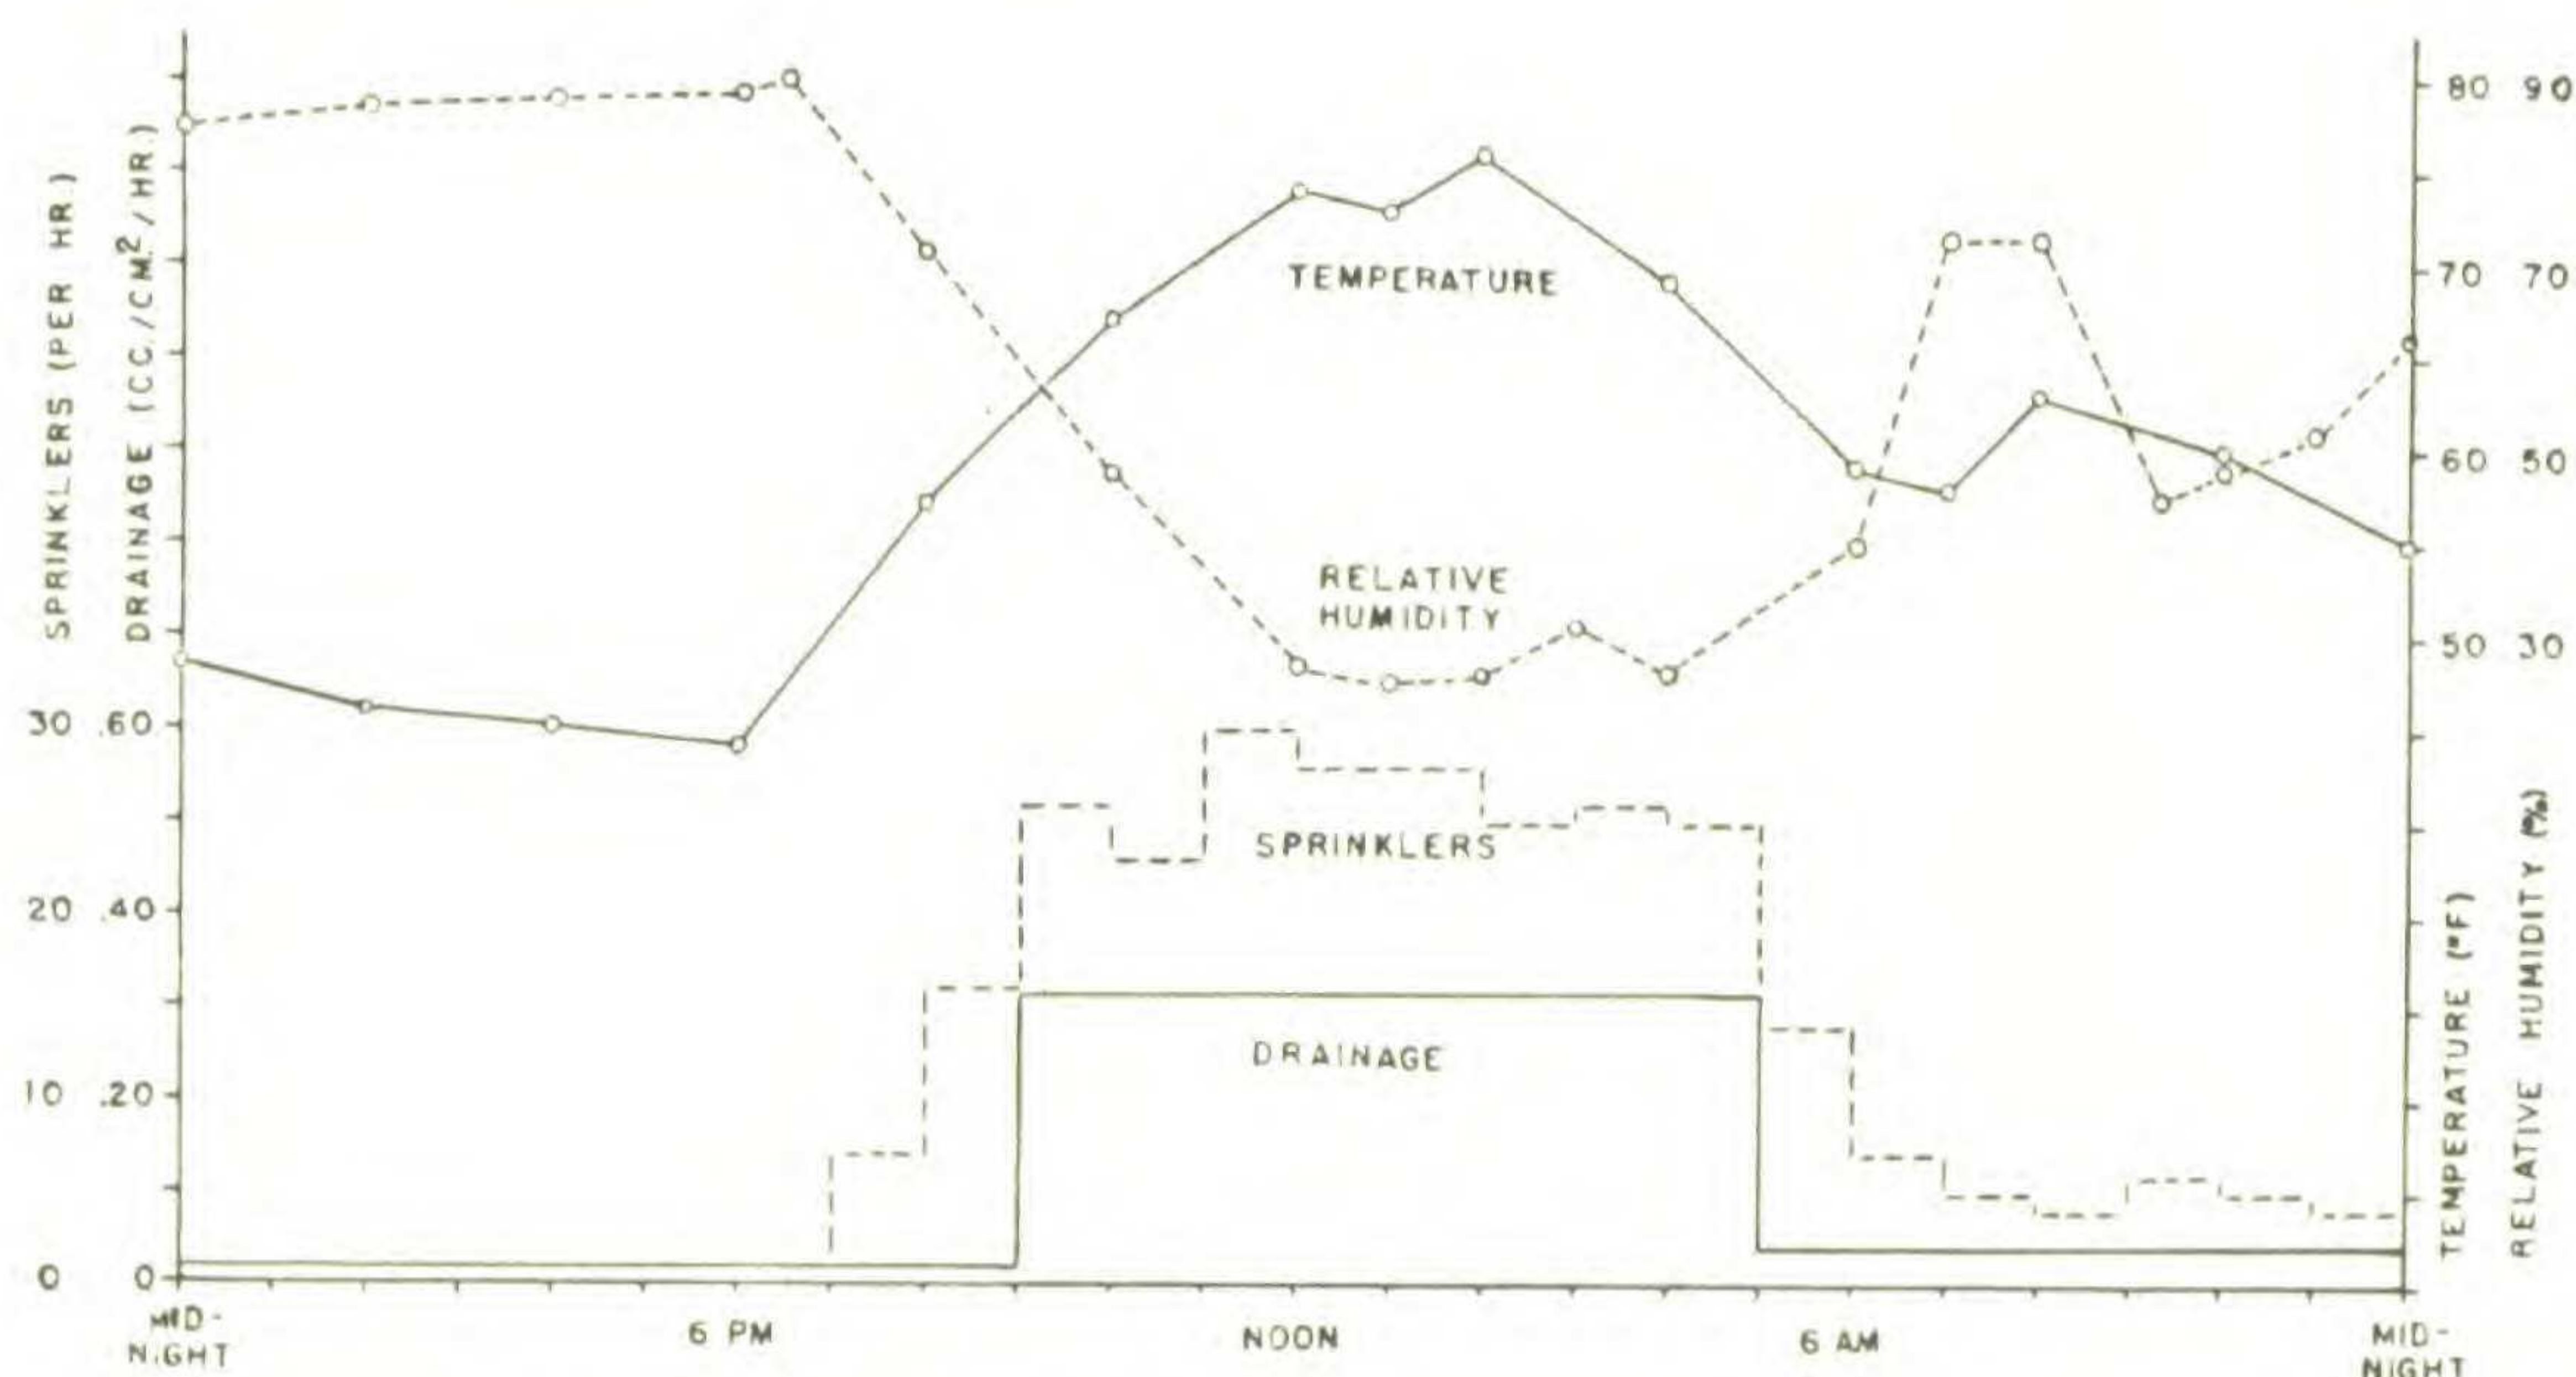 SPRINKLERS (PER HR.)
DRAINAGE (CC./CM.²/HR.)
30 .60
20 .40
10 .20
0 0
TEMPERATURE
RELATIVE
HUMIDITY
SPRINKLERS
DRAINAGE
80 90
70 70
60 50
50 30
TEMPERATURE (°F)
RELATIVE HUMIDITY (%)
MID-
NIGHT
6 PM
NOON
6 AM
MID-
NIGHT